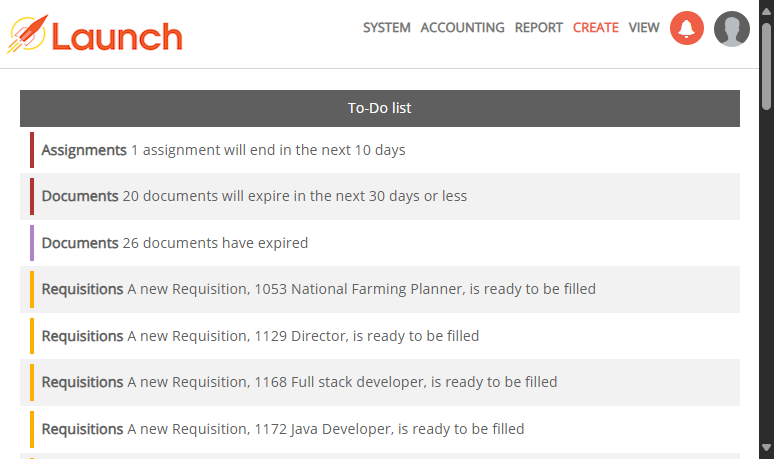 Launch
SYSTEM ACCOUNTING REPORT CREATE VIEW
To-Do list
Assignments 1 assignment will end in the next 10 days
Documents 20 documents will expire in the next 30 days or less
Documents 26 documents have expired
Requisitions A new Requisition, 1053 National Farming Planner, is ready to be filled
Requisitions A new Requisition, 1129 Director, is ready to be filled
Requisitions A new Requisition, 1168 Full stack developer, is ready to be filled
Requisitions A new Requisition, 1172 Java Developer, is ready to be filled